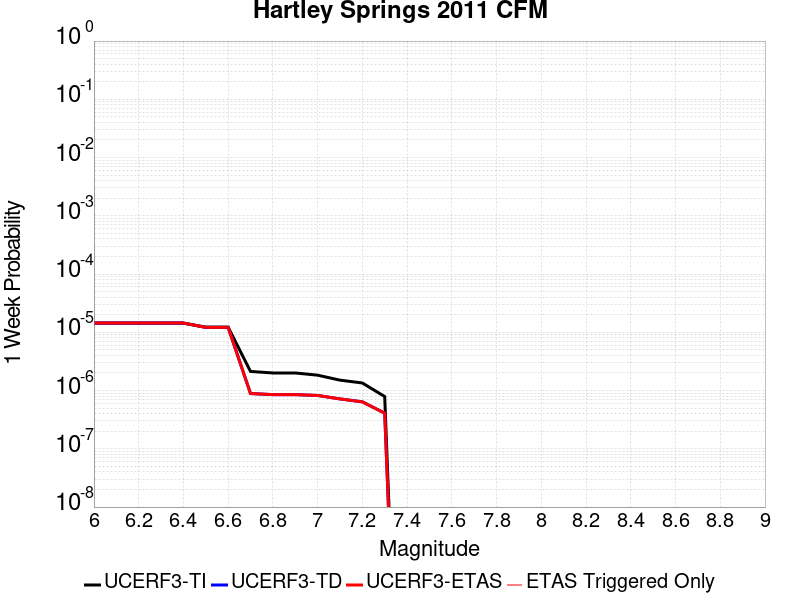 Hartley Springs 2011 CFM
10^0
10^-1
10^-2
10^-3
10^-4
10^-5
10^-6
10^-7
10^-8
1 Week Probability
6 6.2 6.4 6.6 6.8 7 7.2 7.4 7.6 7.8 8 8.2 8.4 8.6 8.8 9
Magnitude
UCERF3-TI UCERF3-TD UCERF3-ETAS ETAS Triggered Only